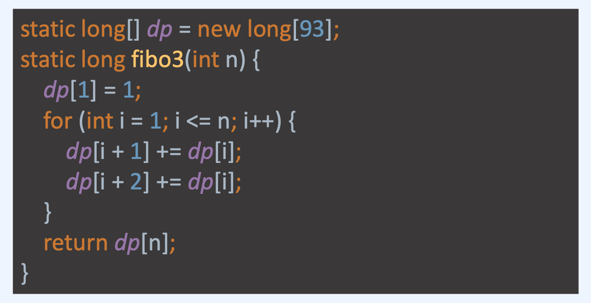 static long[] dp = new long[93];
static long fibo3(int n) {
dp[1] = 1;
for (int i = 1; i <= n; i++) {
dp[i + 1] += dp[i];
dp[i + 2] += dp[i];
}
return dp[n];
}